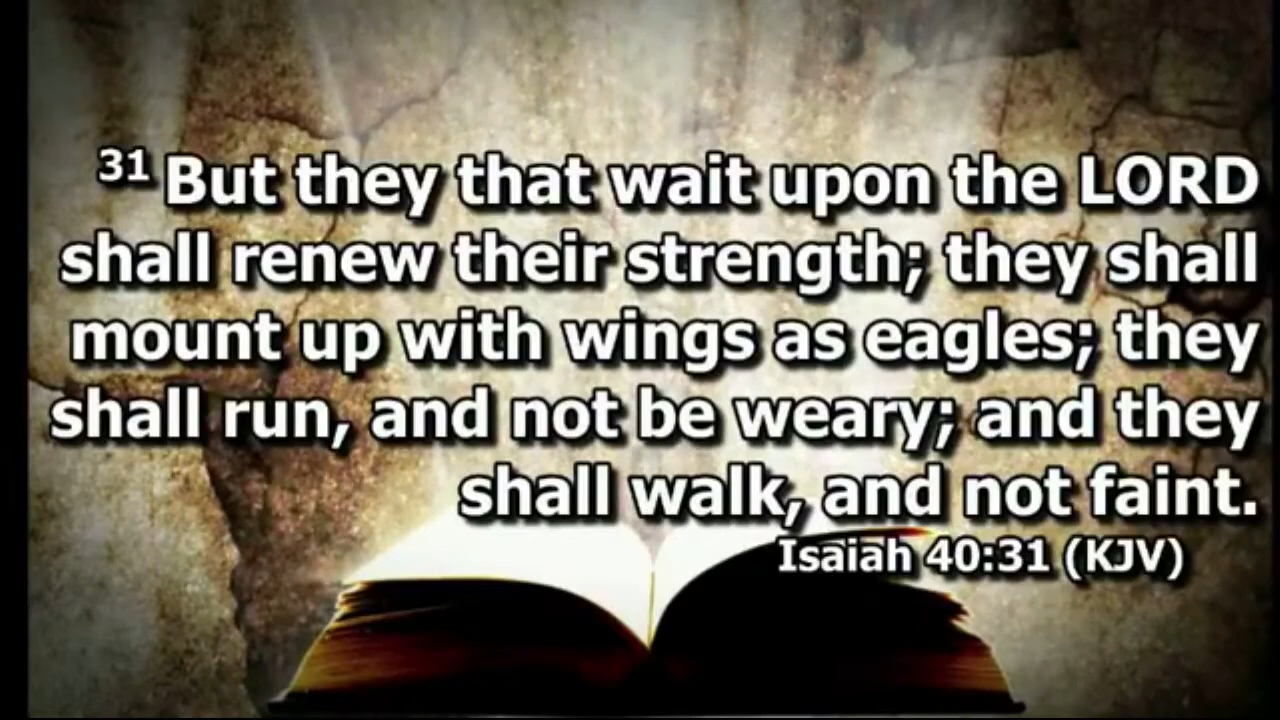 31 But they that wait upon the LORD
shall renew their strength; they shall
mount up with wings as eagles; they
shall run, and not be weary; and they
shall walk, and not faint.
Isaiah 40:31 (KJV)